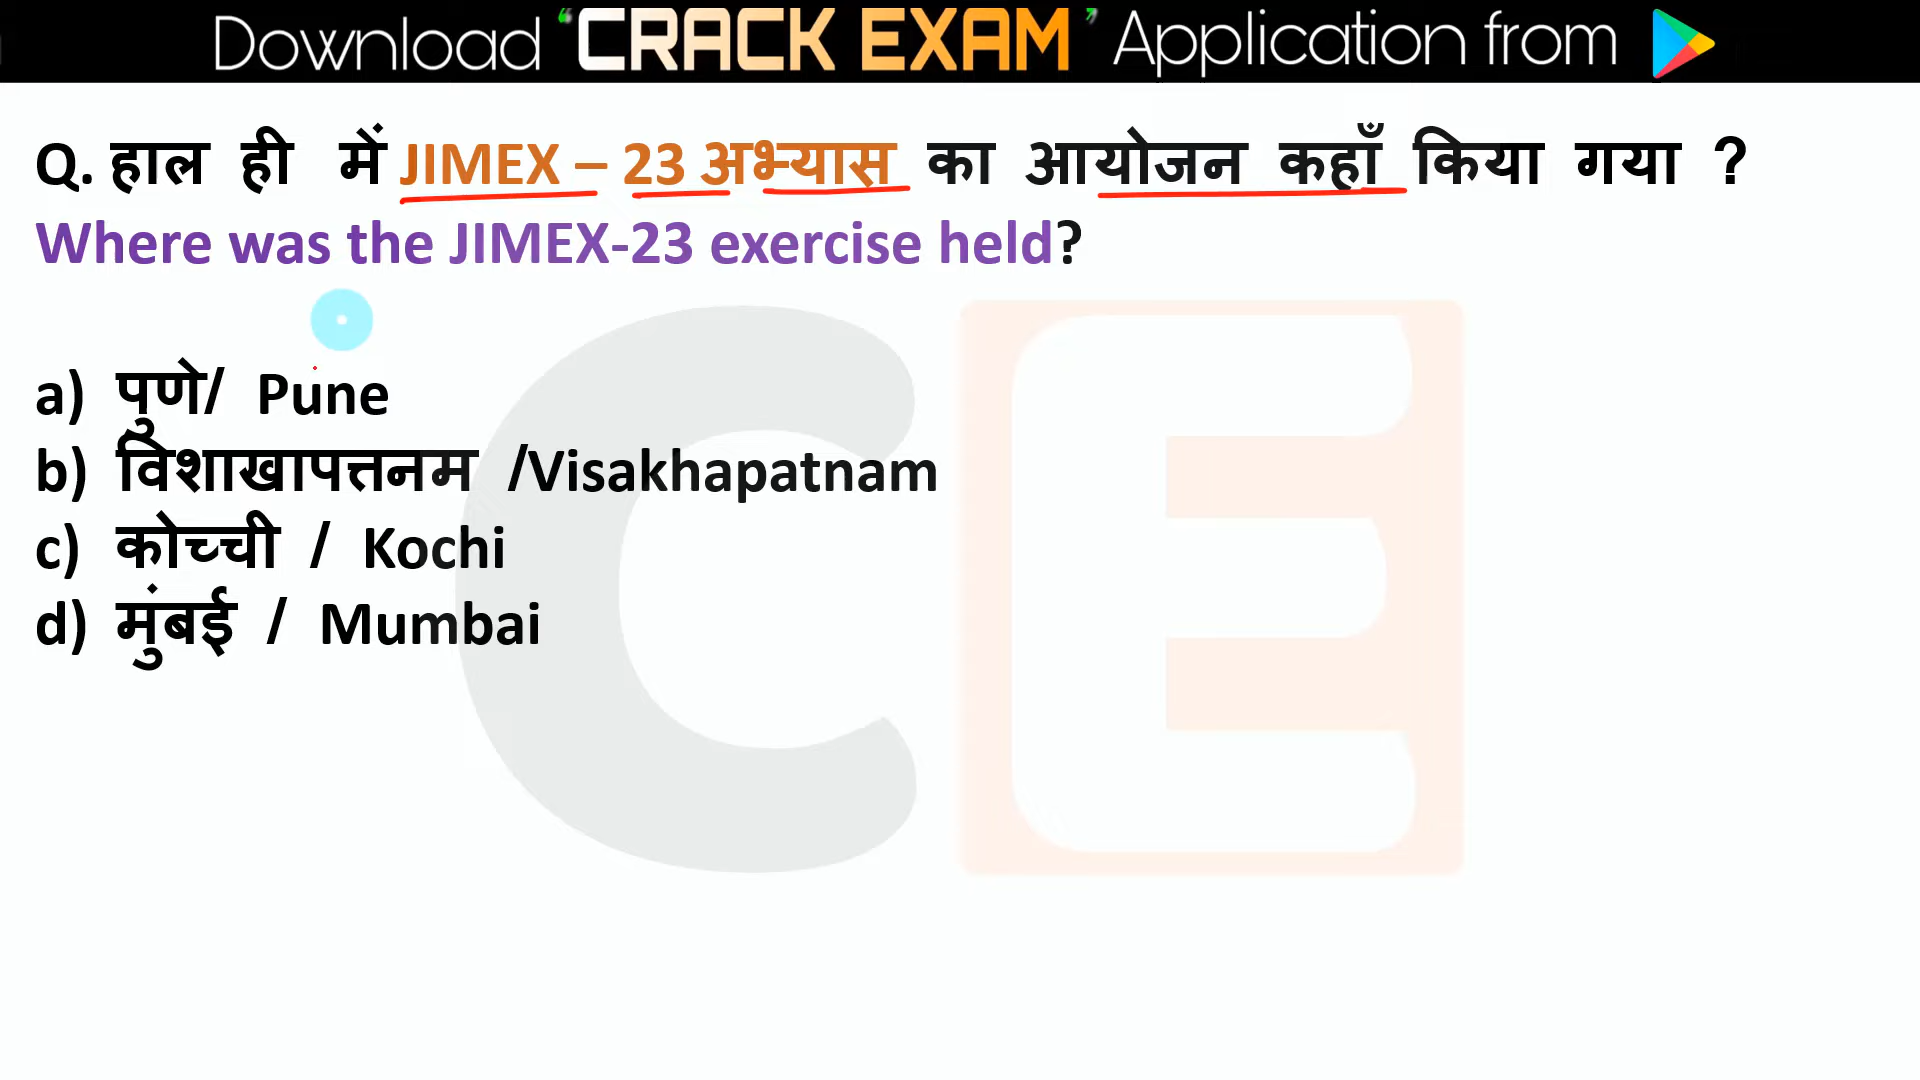 Download ‘CRACK EXAM’ Application from
Q. हाल ही में JIMEX – 23 अभ्यास का आयोजन कहाँ किया गया ?
Where was the JIMEX-23 exercise held?
a) पुणे/ Pune
b) विशाखापत्तनम /Visakhapatnam
c) कोच्ची / Kochi
d) मुंबई / Mumbai
CE